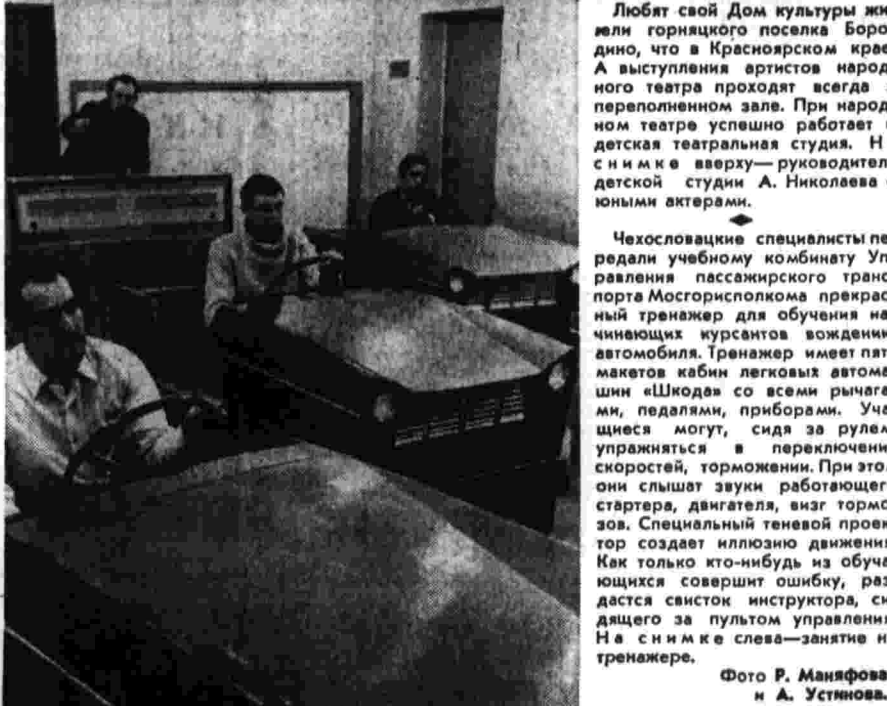 Любят свой Дом культуры жи
тели горняцкого поселка Боро
дино, что в Красноярском крае
А выступления артистов народ
ного театра проходят всегда
переполненном зале. При народ
ном театре успешно работает
детская театральная студия. Н
снимке вверху—руководител
детской студии А. Николаева
юными актерами.
Чехословацкие специалисты пе
редали учебному комбинату Уп
равления пассажирского транс
порта Мосгорисполкома прекрас
ный тренажер для обучения на
чинающих курсантов вождени
автомобиля. Тренажер имеет пят
макетов кабин легковых автома
шин «Шкода» со всеми рычага
ми, педалями, приборами. Уча
щиеся могут, сидя за рулем
упражняться в переключени
скоростей, торможении. При это
они слышат звуки работающег
стартера, двигателя, визг тормо
зов. Специальный теневой проек
тор создает иллюзию движения
Как только кто-нибудь из обуча
ющихся совершит ошибку, раз
дастся свисток инструктора, си
дящего за пультом управления
На снимке слева—занятие н
тренажере.
Фото Р. Маняфова
и А. Устинова.